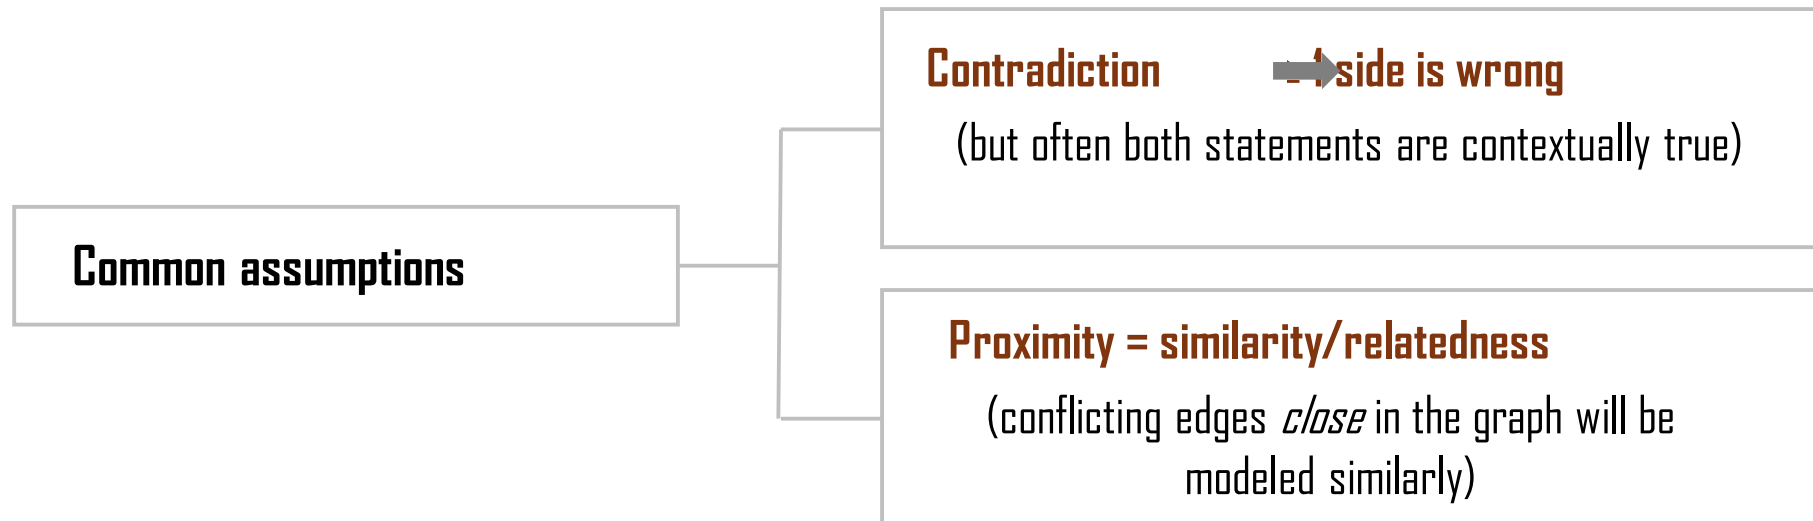 Common assumptions
Contradiction 1 side is wrong
(but often both statements are contextually true)
Proximity = similarity/relatedness
(conflicting edges close in the graph will be
modeled similarly)